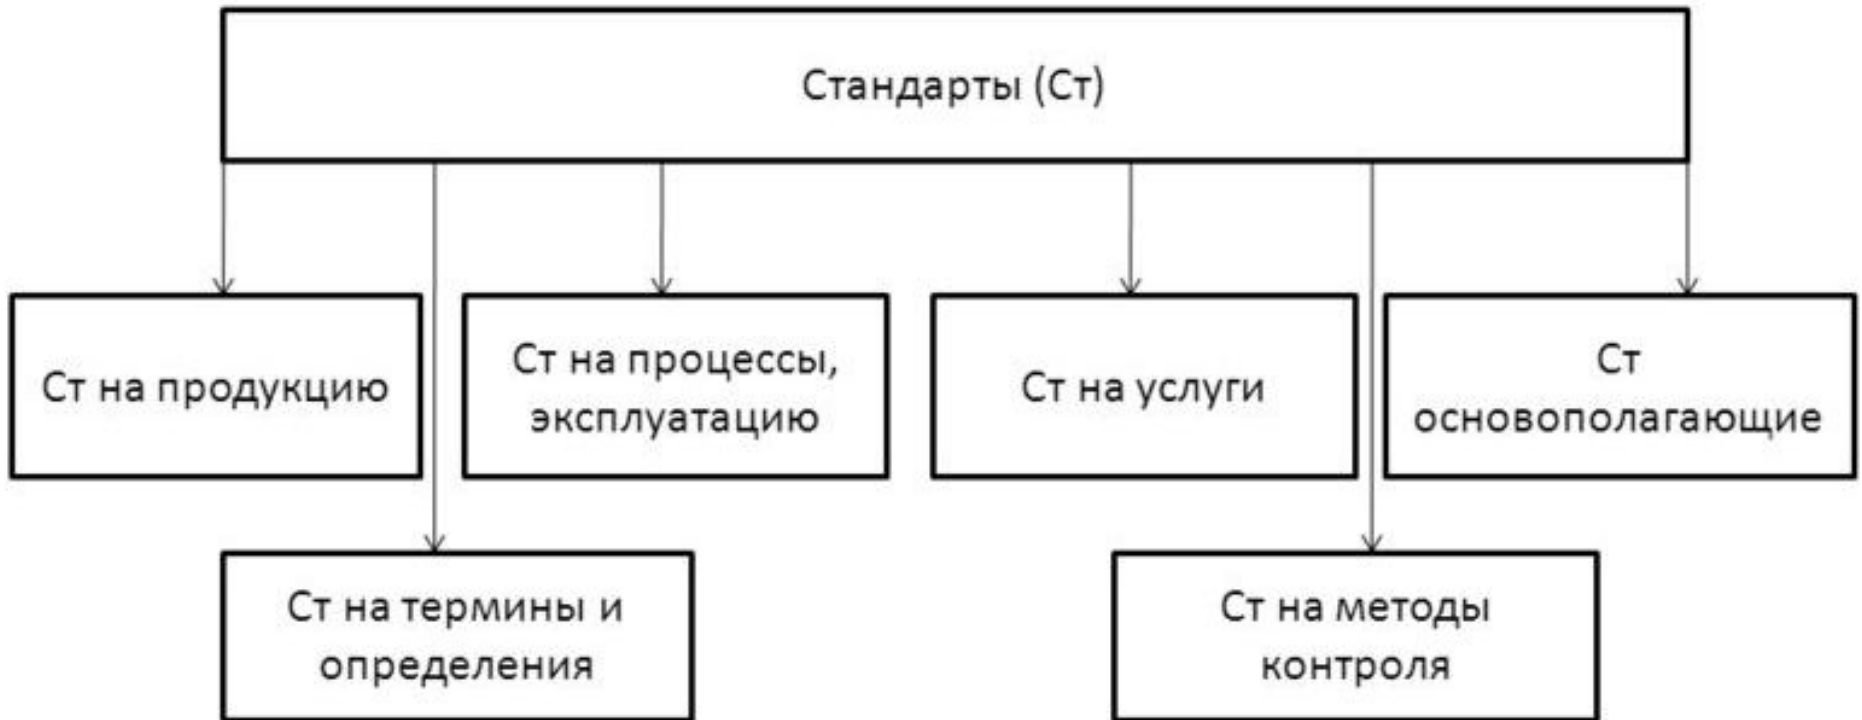 Стандарты (Ст)
Ст на продукцию
Ст на процессы,
эксплуатацию
Ст на услуги
Ст
основополагающие
Ст на термины и
определения
Ст на методы
контроля